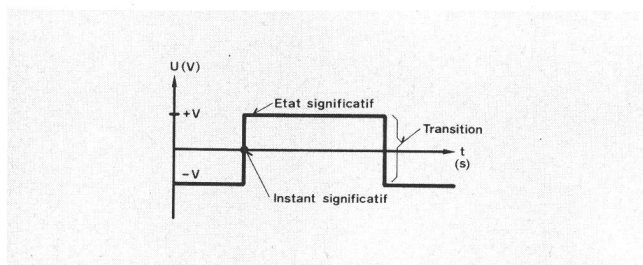 U (V)
+V
Etat significatif
Transition
t
(s)
−V
Instant significatif